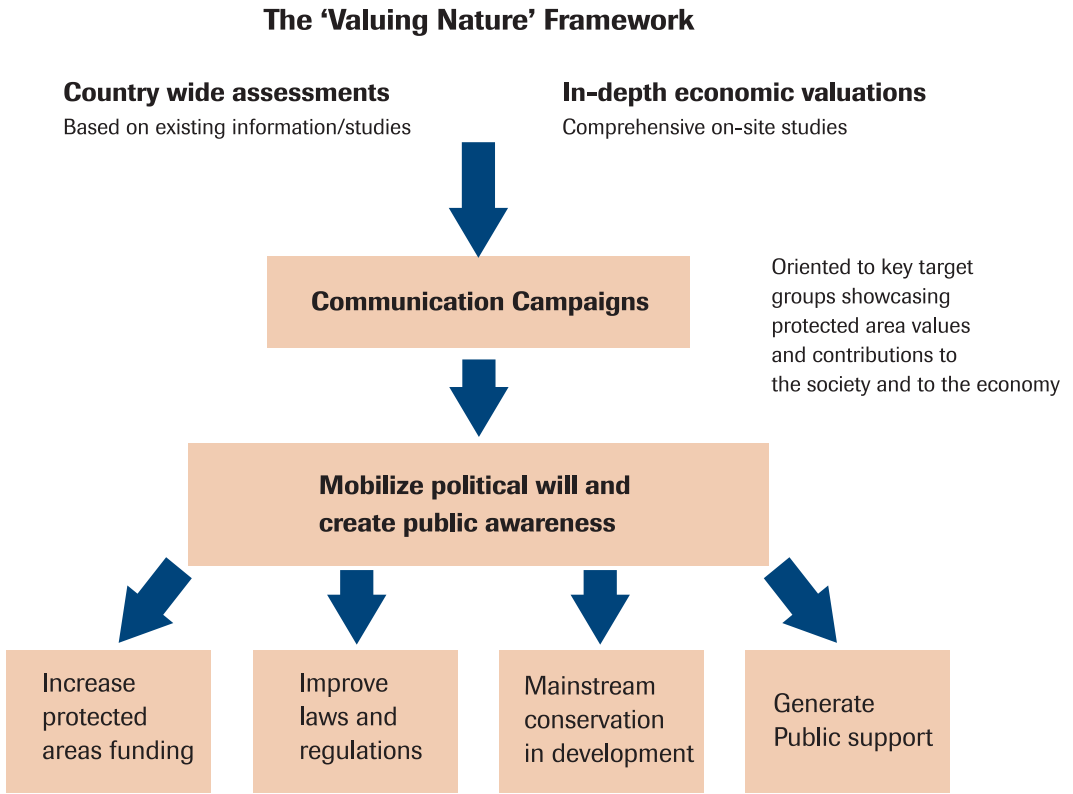 The ‘Valuing Nature’ Framework
Country wide assessments
Based on existing information/studies
In-depth economic valuations
Comprehensive on-site studies
Communication Campaigns
Oriented to key target
groups showcasing
protected area values
and contributions to
the society and to the economy
Mobilize political will and
create public awareness
Increase
protected
areas funding
Improve
laws and
regulations
Mainstream
conservation
in development
Generate
Public support